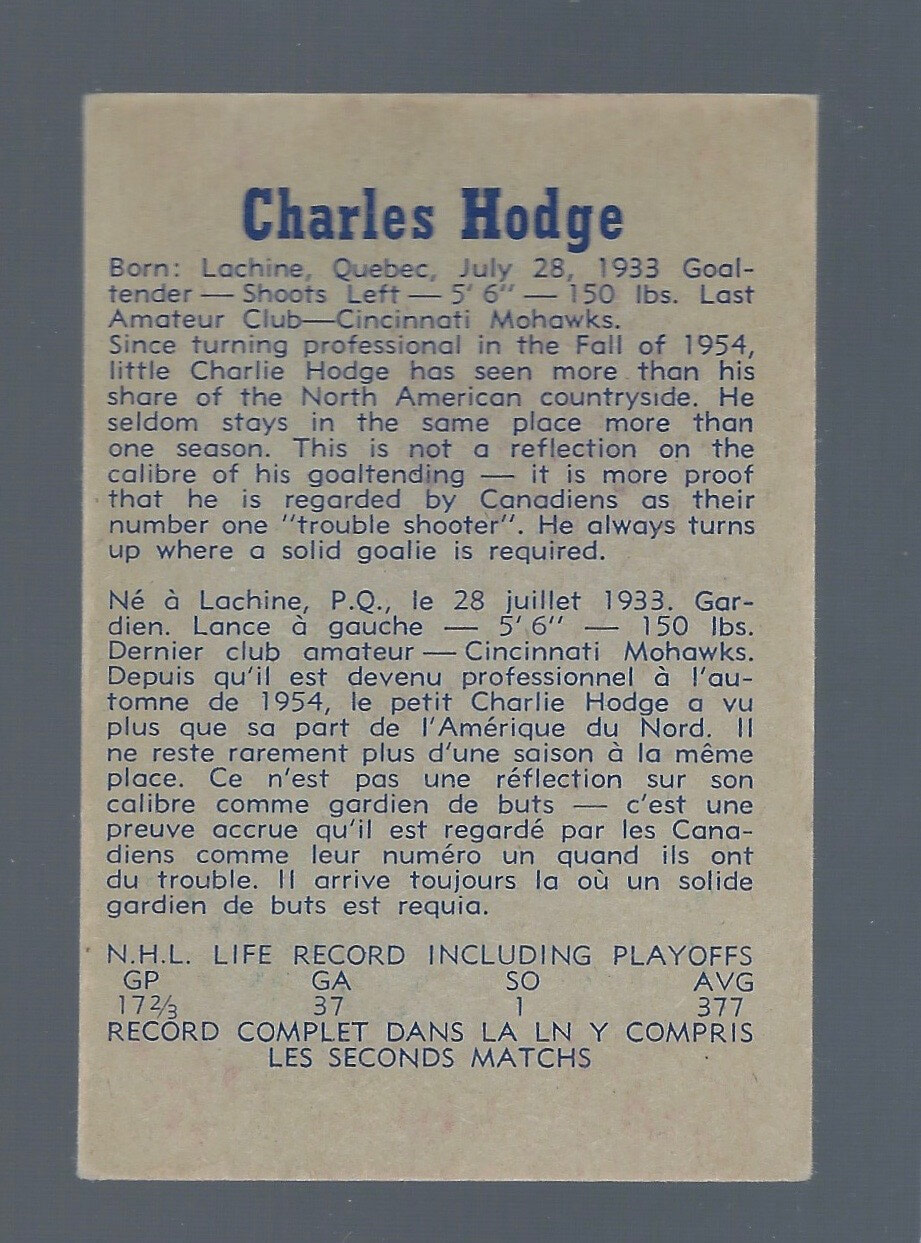 Charles Hodge
Born: Lachine, Quebec, July 28, 1933 Goal-
tender — Shoots Left — 5' 6" — 150 lbs. Last
Amateur Club—Cincinnati Mohawks.
Since turning professional in the Fall of 1954,
little Charlie Hodge has seen more than his
share of the North American countryside. He
seldom stays in the same place more than
one season. This is not a reflection on the
calibre of his goaltending — it is more proof
that he is regarded by Canadiens as their
number one "trouble shooter". He always turns
up where a solid goalie is required.
Né à Lachine, P.Q., le 28 juillet 1933. Gar-
dien. Lance à gauche — 5' 6" — 150 lbs.
Dernier club amateur — Cincinnati Mohawks.
Depuis qu'il est devenu professionnel à l'au-
tomne de 1954, le petit Charlie Hodge a vu
plus que sa part de l'Amérique du Nord. Il
ne reste rarement plus d'une saison à la même
place. Ce n'est pas une réflection sur son
calibre comme gardien de buts — c'est une
preuve accrue qu'il est regardé par les Cana-
diens comme leur numéro un quand ils ont
du trouble. Il arrive toujours la où un solide
gardien de buts est requia.
N.H.L. LIFE RECORD INCLUDING PLAYOFFS
GP GA SO AVG
17⅔ 37 1 377
RECORD COMPLET DANS LA LN Y COMPRIS
LES SECONDS MATCHS